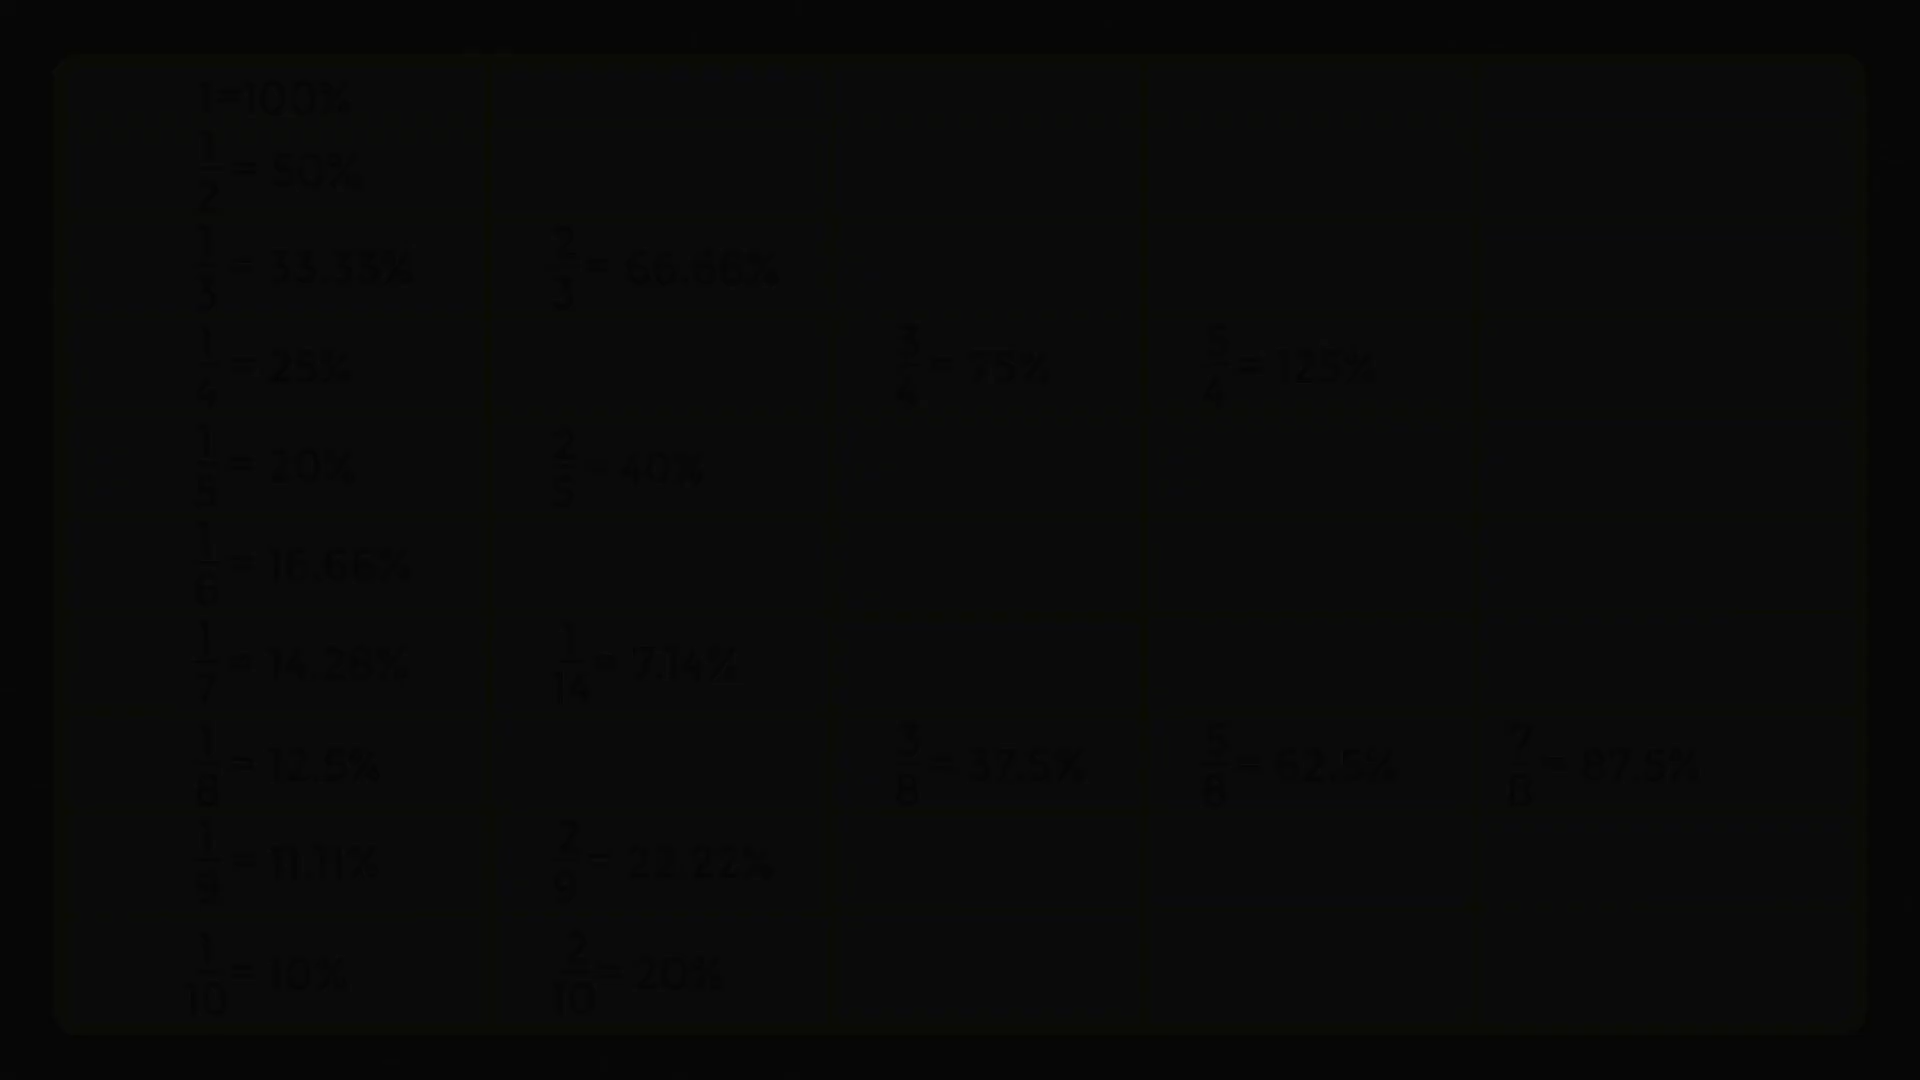 1=100%
1/2 = 50%
1/3 = 33.33% 2/3 = 66.66%
1/4 = 25% 3/4 = 75% 5/4 = 125%
1/5 = 20% 2/5 = 40%
1/6 = 16.66%
1/7 = 14.28% 1/14 = 7.14%
1/8 = 12.5% 3/8 = 37.5% 5/8 = 62.5% 7/8 = 87.5%
1/9 = 11.11% 2/9 =
1/10 = 10% 2/10 = 20%